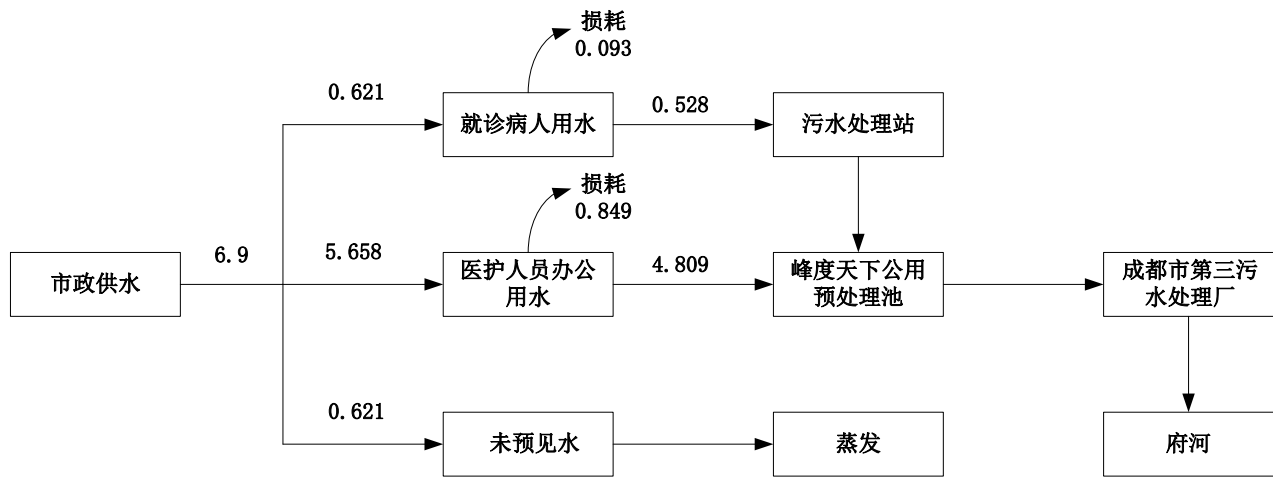 损耗
0.093
0.621
就诊病人用水
0.528
污水处理站
损耗
0.849
市政供水
6.9
5.658
医护人员办公
用水
4.809
峰度天下公用
预处理池
成都市第三污
水处理厂
0.621
未预见水
蒸发
府河